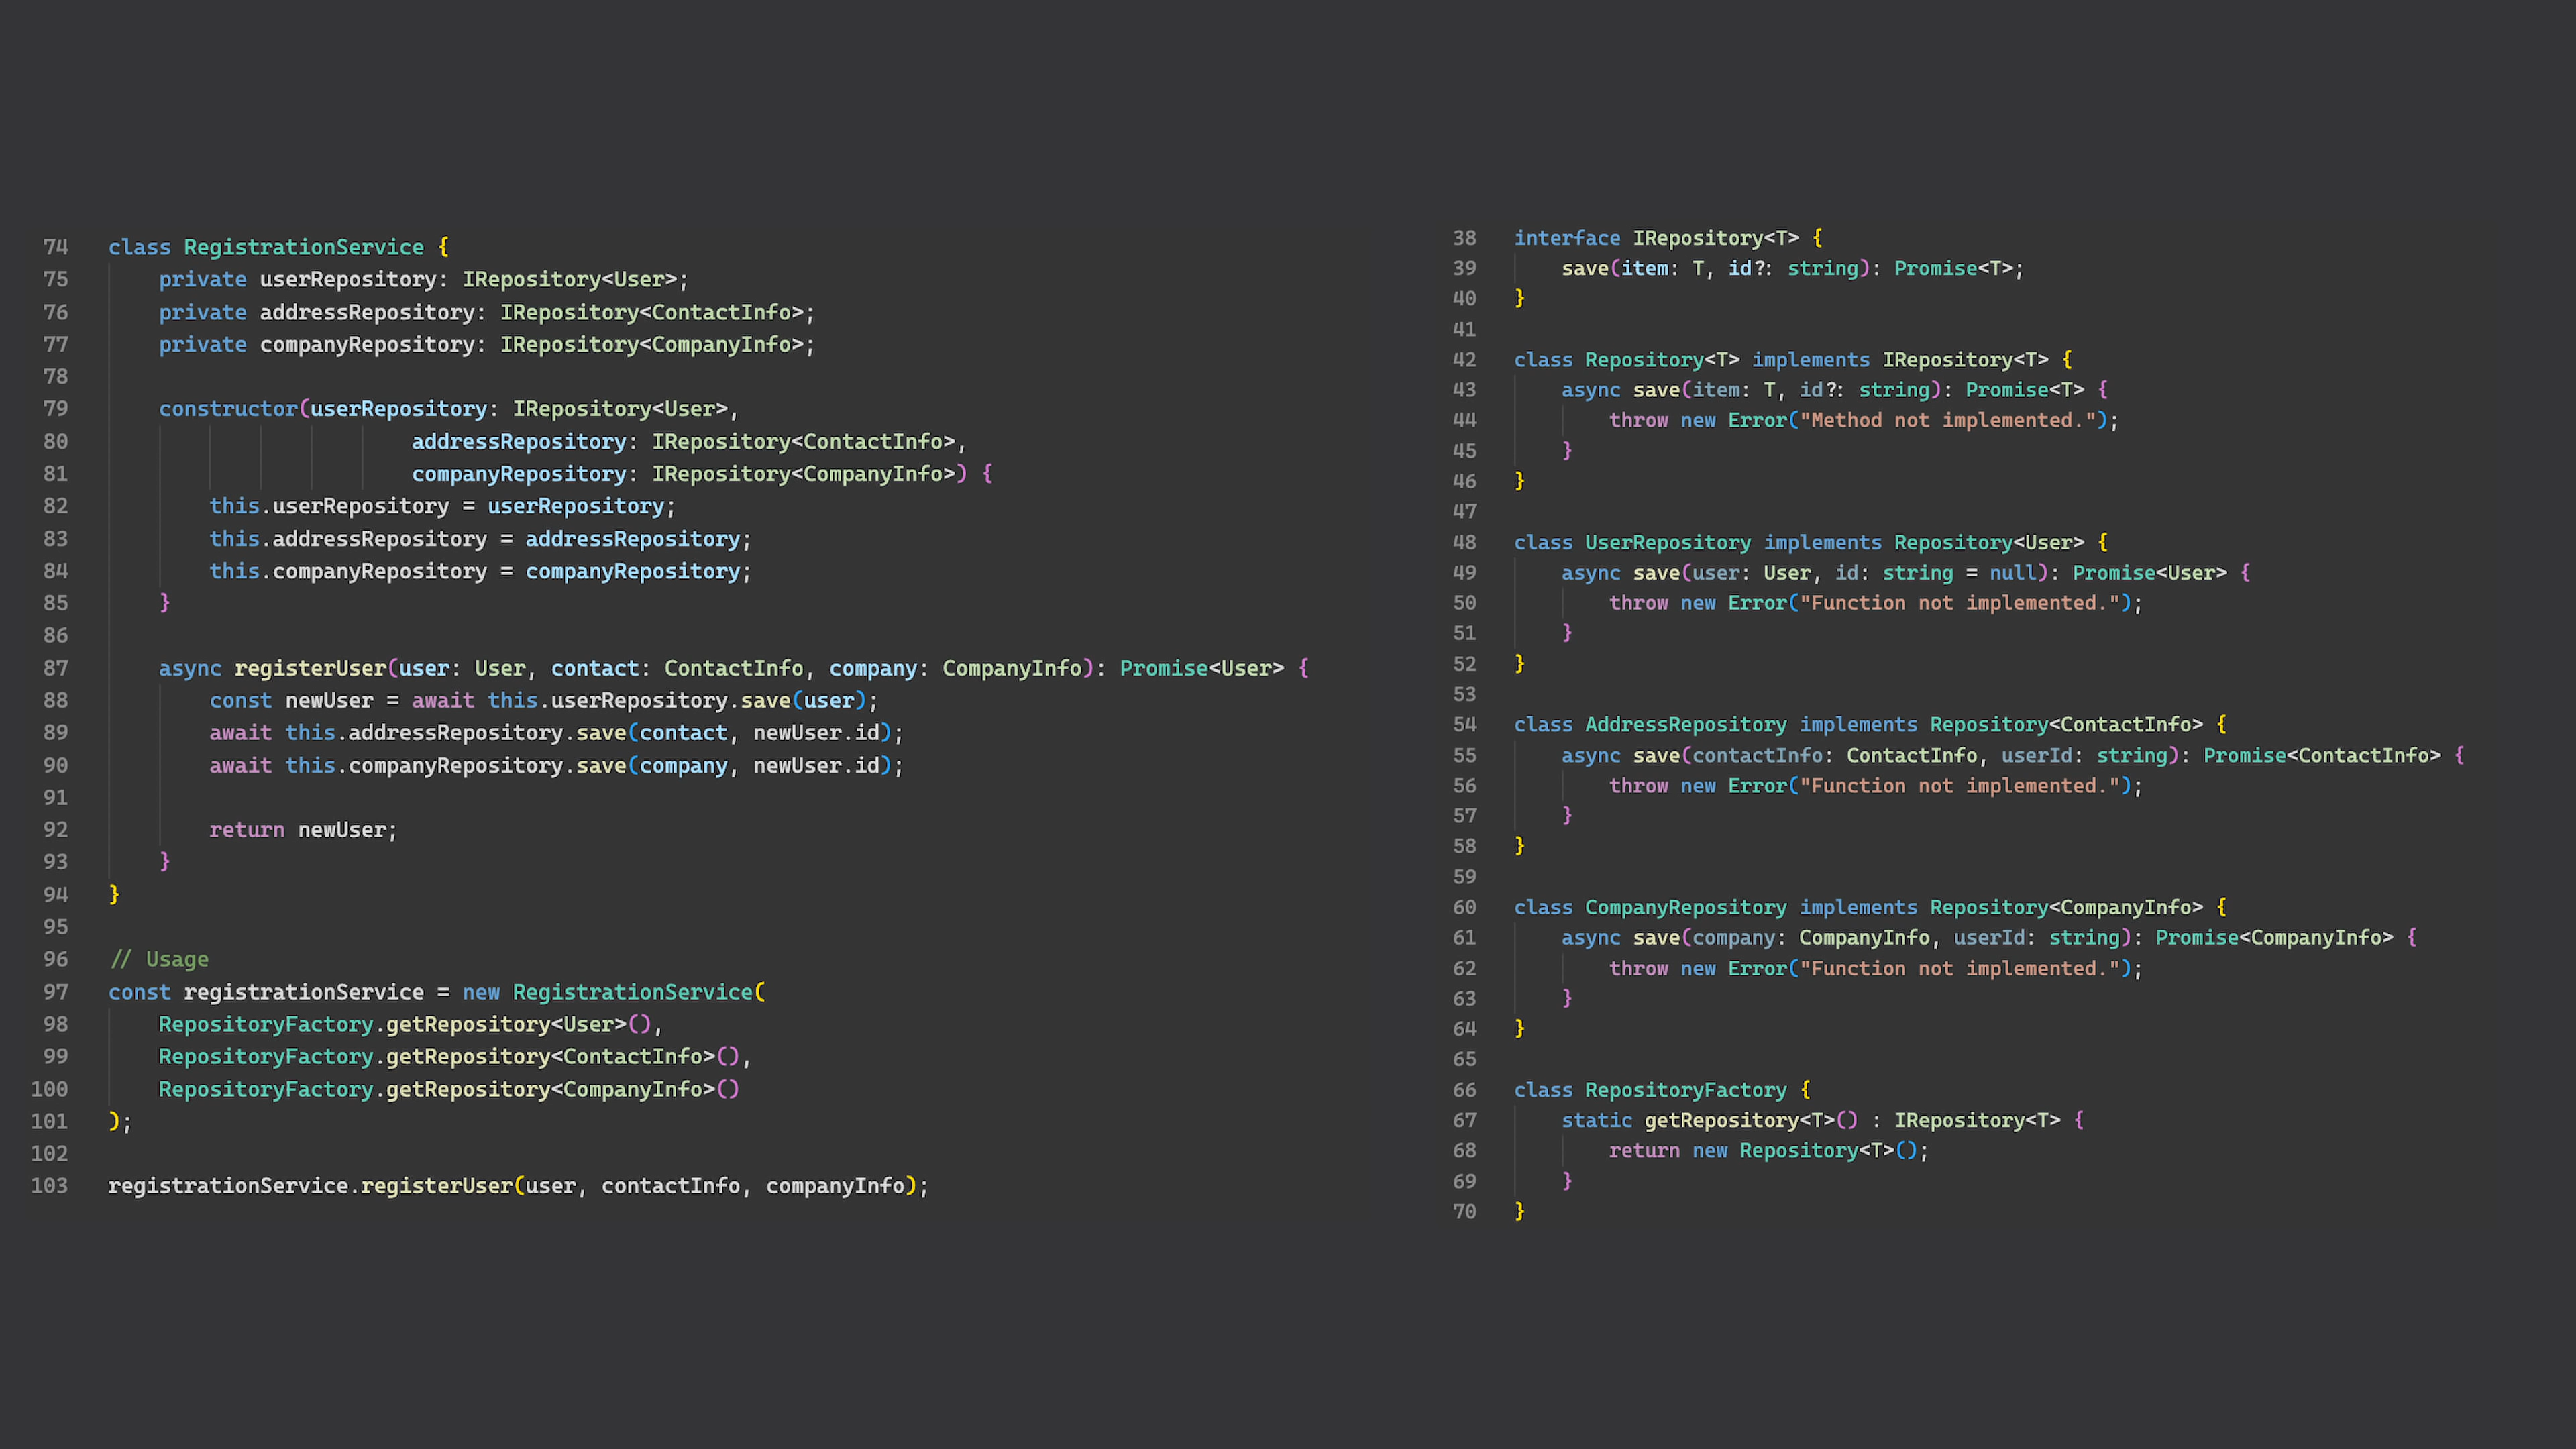 74 class RegistrationService {
75 private userRepository: IRepository<User>;
76 private addressRepository: IRepository<ContactInfo>;
77 private companyRepository: IRepository<CompanyInfo>;
78
79 constructor(userRepository: IRepository<User>,
80 addressRepository: IRepository<ContactInfo>,
81 companyRepository: IRepository<CompanyInfo>) {
82 this.userRepository = userRepository;
83 this.addressRepository = addressRepository;
84 this.companyRepository = companyRepository;
85 }
86
87 async registerUser(user: User, contact: ContactInfo, company: CompanyInfo): Promise<User> {
88 const newUser = await this.userRepository.save(user);
89 await this.addressRepository.save(contact, newUser.id);
90 await this.companyRepository.save(company, newUser.id);
91
92 return newUser;
93 }
94 }
95
96 // Usage
97 const registrationService = new RegistrationService(
98 RepositoryFactory.getRepository<User>(),
99 RepositoryFactory.getRepository<ContactInfo>(),
100 RepositoryFactory.getRepository<CompanyInfo>()
101 );
102
103 registrationService.registerUser(user, contactInfo, companyInfo);
38 interface IRepository<T> {
39 save(item: T, id?: string): Promise<T>;
40 }
41
42 class Repository<T> implements IRepository<T> {
43 async save(item: T, id?: string): Promise<T> {
44 throw new Error("Method not implemented.");
45 }
46 }
47
48 class UserRepository implements Repository<User> {
49 async save(user: User, id: string = null): Promise<User> {
50 throw new Error("Function not implemented.");
51 }
52 }
53
54 class AddressRepository implements Repository<ContactInfo> {
55 async save(contactInfo: ContactInfo, userId: string): Promise<ContactInfo> {
56 throw new Error("Function not implemented.");
57 }
58 }
59
60 class CompanyRepository implements Repository<CompanyInfo> {
61 async save(company: CompanyInfo, userId: string): Promise<CompanyInfo> {
62 throw new Error("Function not implemented.");
63 }
64 }
65
66 class RepositoryFactory {
67 static getRepository<T>() : IRepository<T> {
68 return new Repository<T>();
69 }
70 }